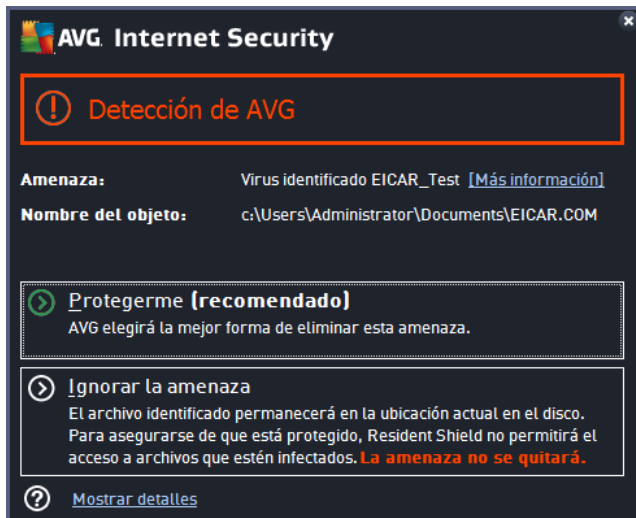 AVG. Internet Security
Detección de AVG
Amenaza: Virus identificado EICAR_Test [Más información]
Nombre del objeto: c:\Users\Administrator\Documents\EICAR.COM
Protegerme (recomendado)
AVG elegirá la mejor forma de eliminar esta amenaza.
Ignorar la amenaza
El archivo identificado permanecerá en la ubicación actual en el disco.
Para asegurarse de que está protegido, Resident Shield no permitirá el
acceso a archivos que estén infectados. La amenaza no se quitará.
Mostrar detalles